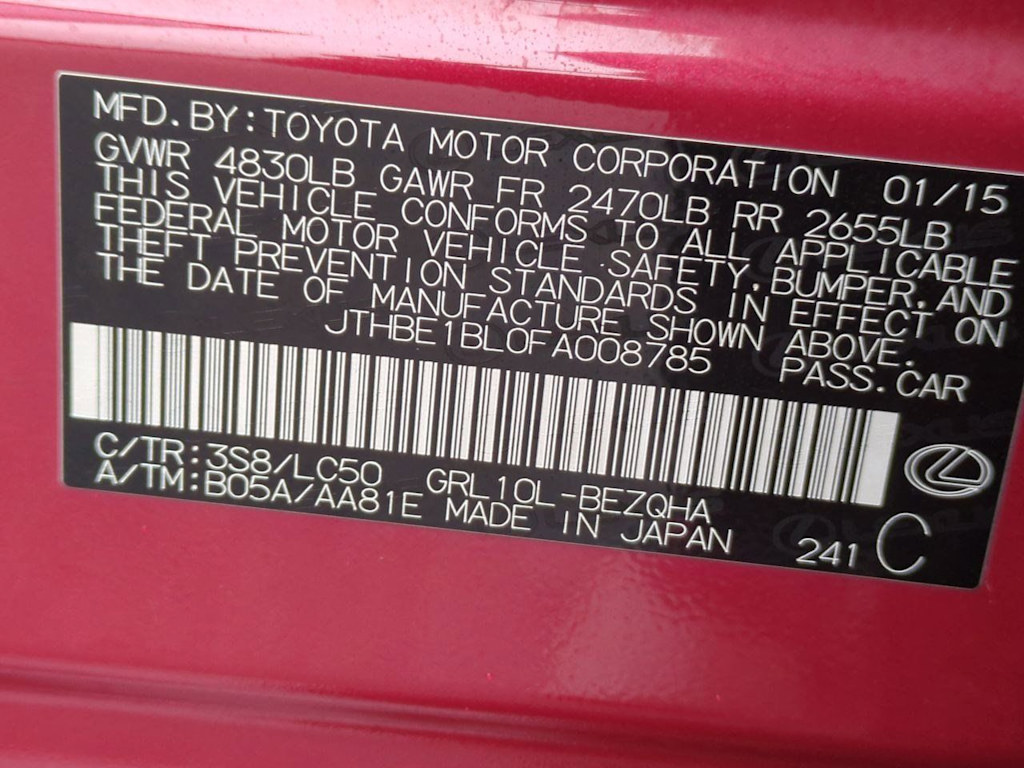 MFD.BY:TOYOTA MOTOR CORPORATION 01/15
GVWR 4830LB GAWR FR 2470LB RR 2655LB
THIS VEHICLE CONFORMS TO ALL APPLICABLE
FEDERAL MOTOR VEHICLE SAFETY,BUMPER,AND
THEFT PREVENTION STANDARDS IN EFFECT ON
THE DATE OF MANUFACTURE SHOWN ABOVE.
JTHBE1BL0FA008785 PASS.CAR
C/TR:3S8/LC50 GRL10L-BEZQHA
A/TM:B05A/AA81E MADE IN JAPAN 241 C